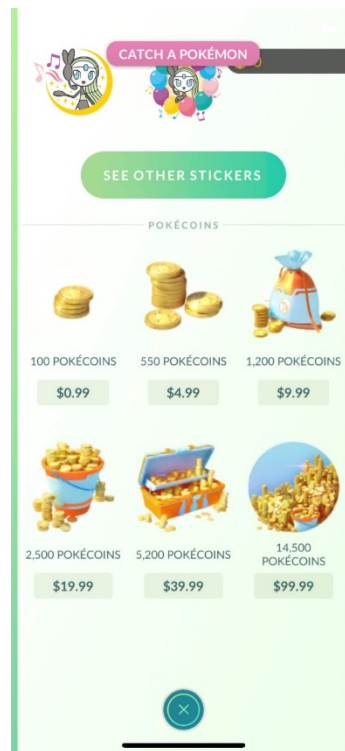 CATCH A POKÉMON
SEE OTHER STICKERS
POKÉCOINS
100 POKÉCOINS
550 POKÉCOINS
1,200 POKÉCOINS
$0.99
$4.99
$9.99
2,500 POKÉCOINS
5,200 POKÉCOINS
14,500
POKÉCOINS
$19.99
$39.99
$99.99